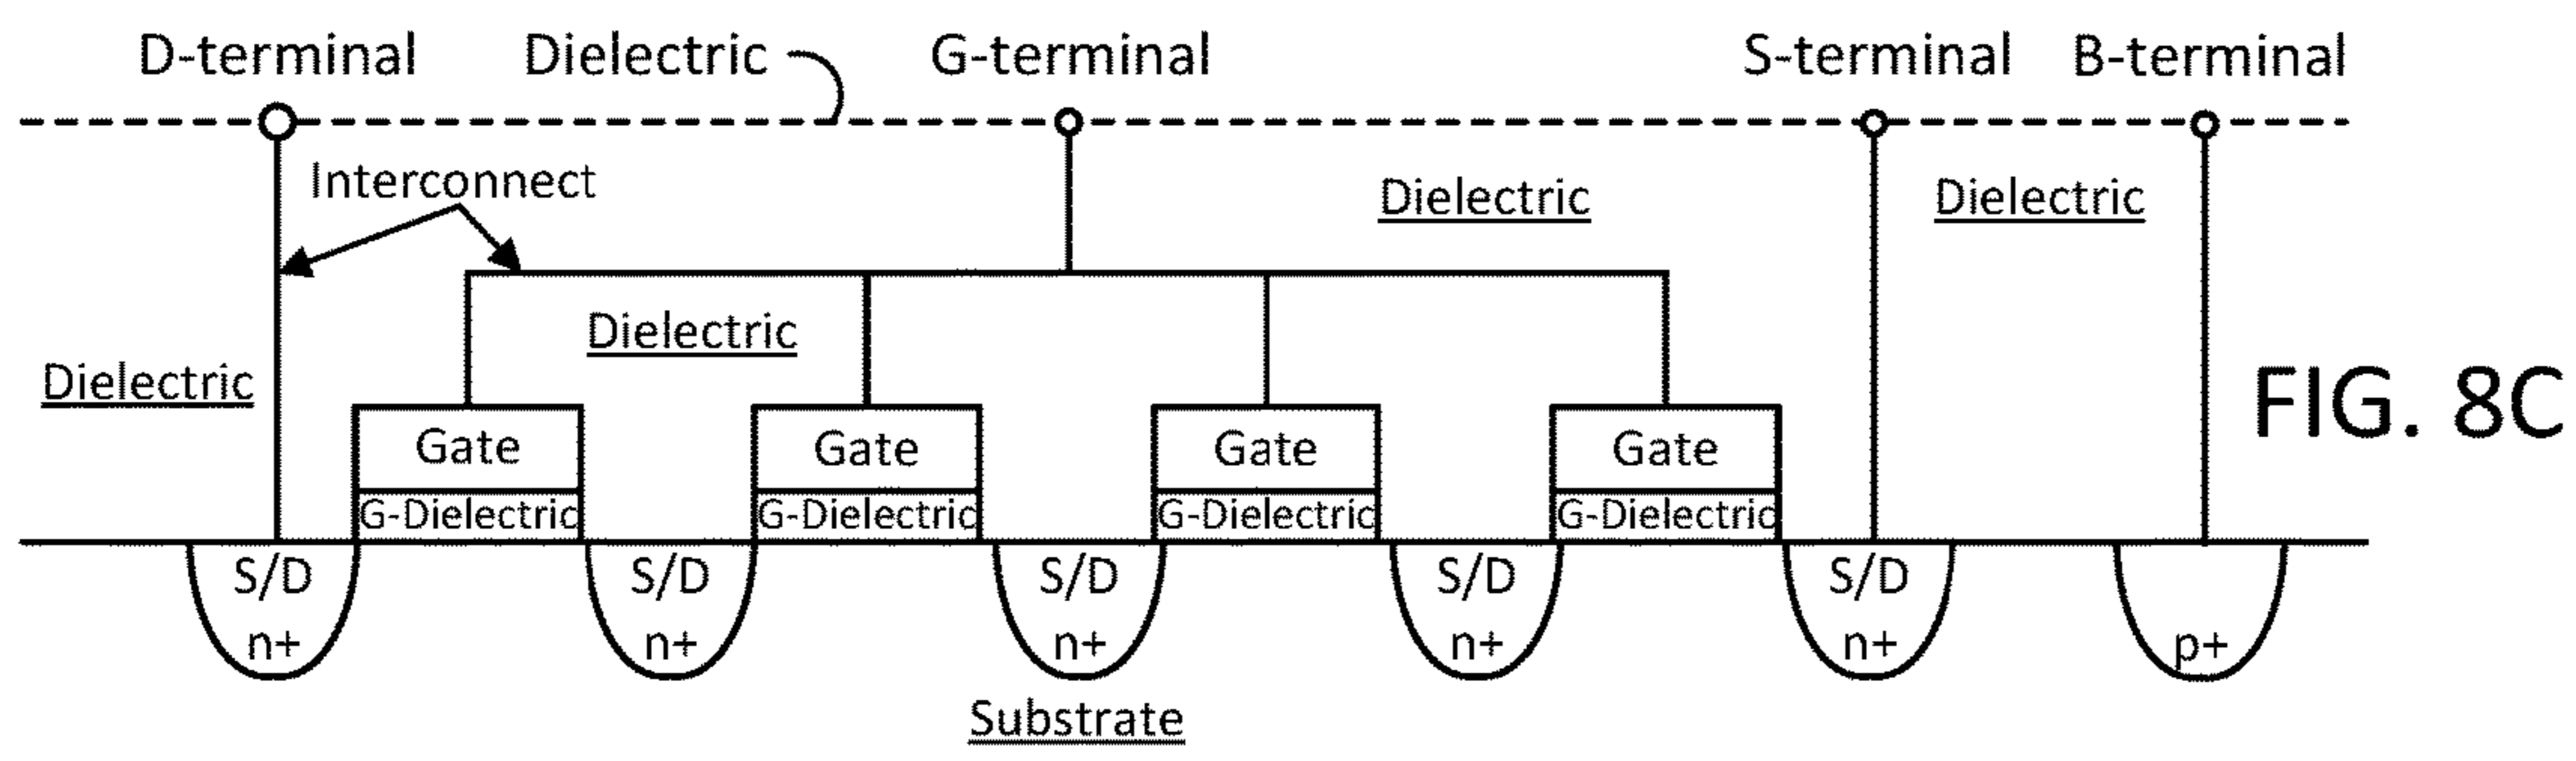 D-terminal Dielectric G-terminal S-terminal B-terminal
Interconnect Dielectric Dielectric
Dielectric
Dielectric FIG. 8C
Gate Gate Gate Gate
G-Dielectric G-Dielectric G-Dielectric G-Dielectric
S/D S/D S/D S/D S/D
n+ n+ n+ n+ n+ p+
Substrate